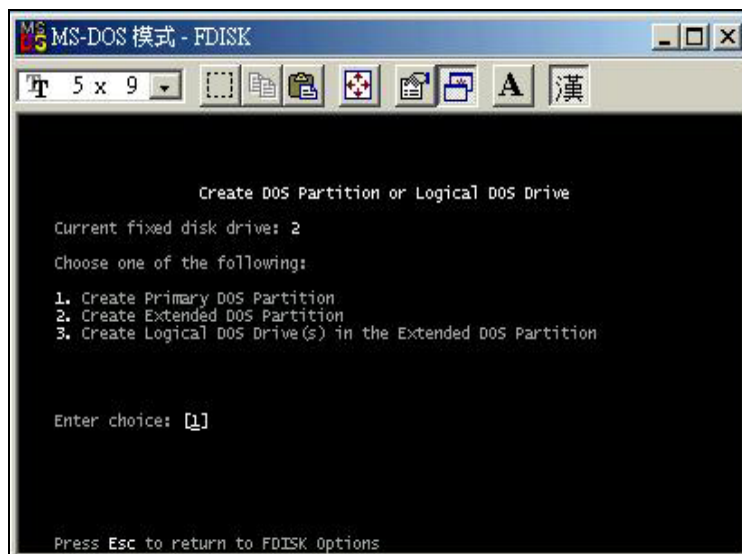 MS-DOS 模式 - FDISK
Tr 5 x 9 A 漢
Create DOS Partition or Logical DOS Drive
Current fixed disk drive: 2
Choose one of the following:
1. Create Primary DOS Partition
2. Create Extended DOS Partition
3. Create Logical DOS Drive(s) in the Extended DOS Partition
Enter choice: [1]
Press Esc to return to FDISK Options